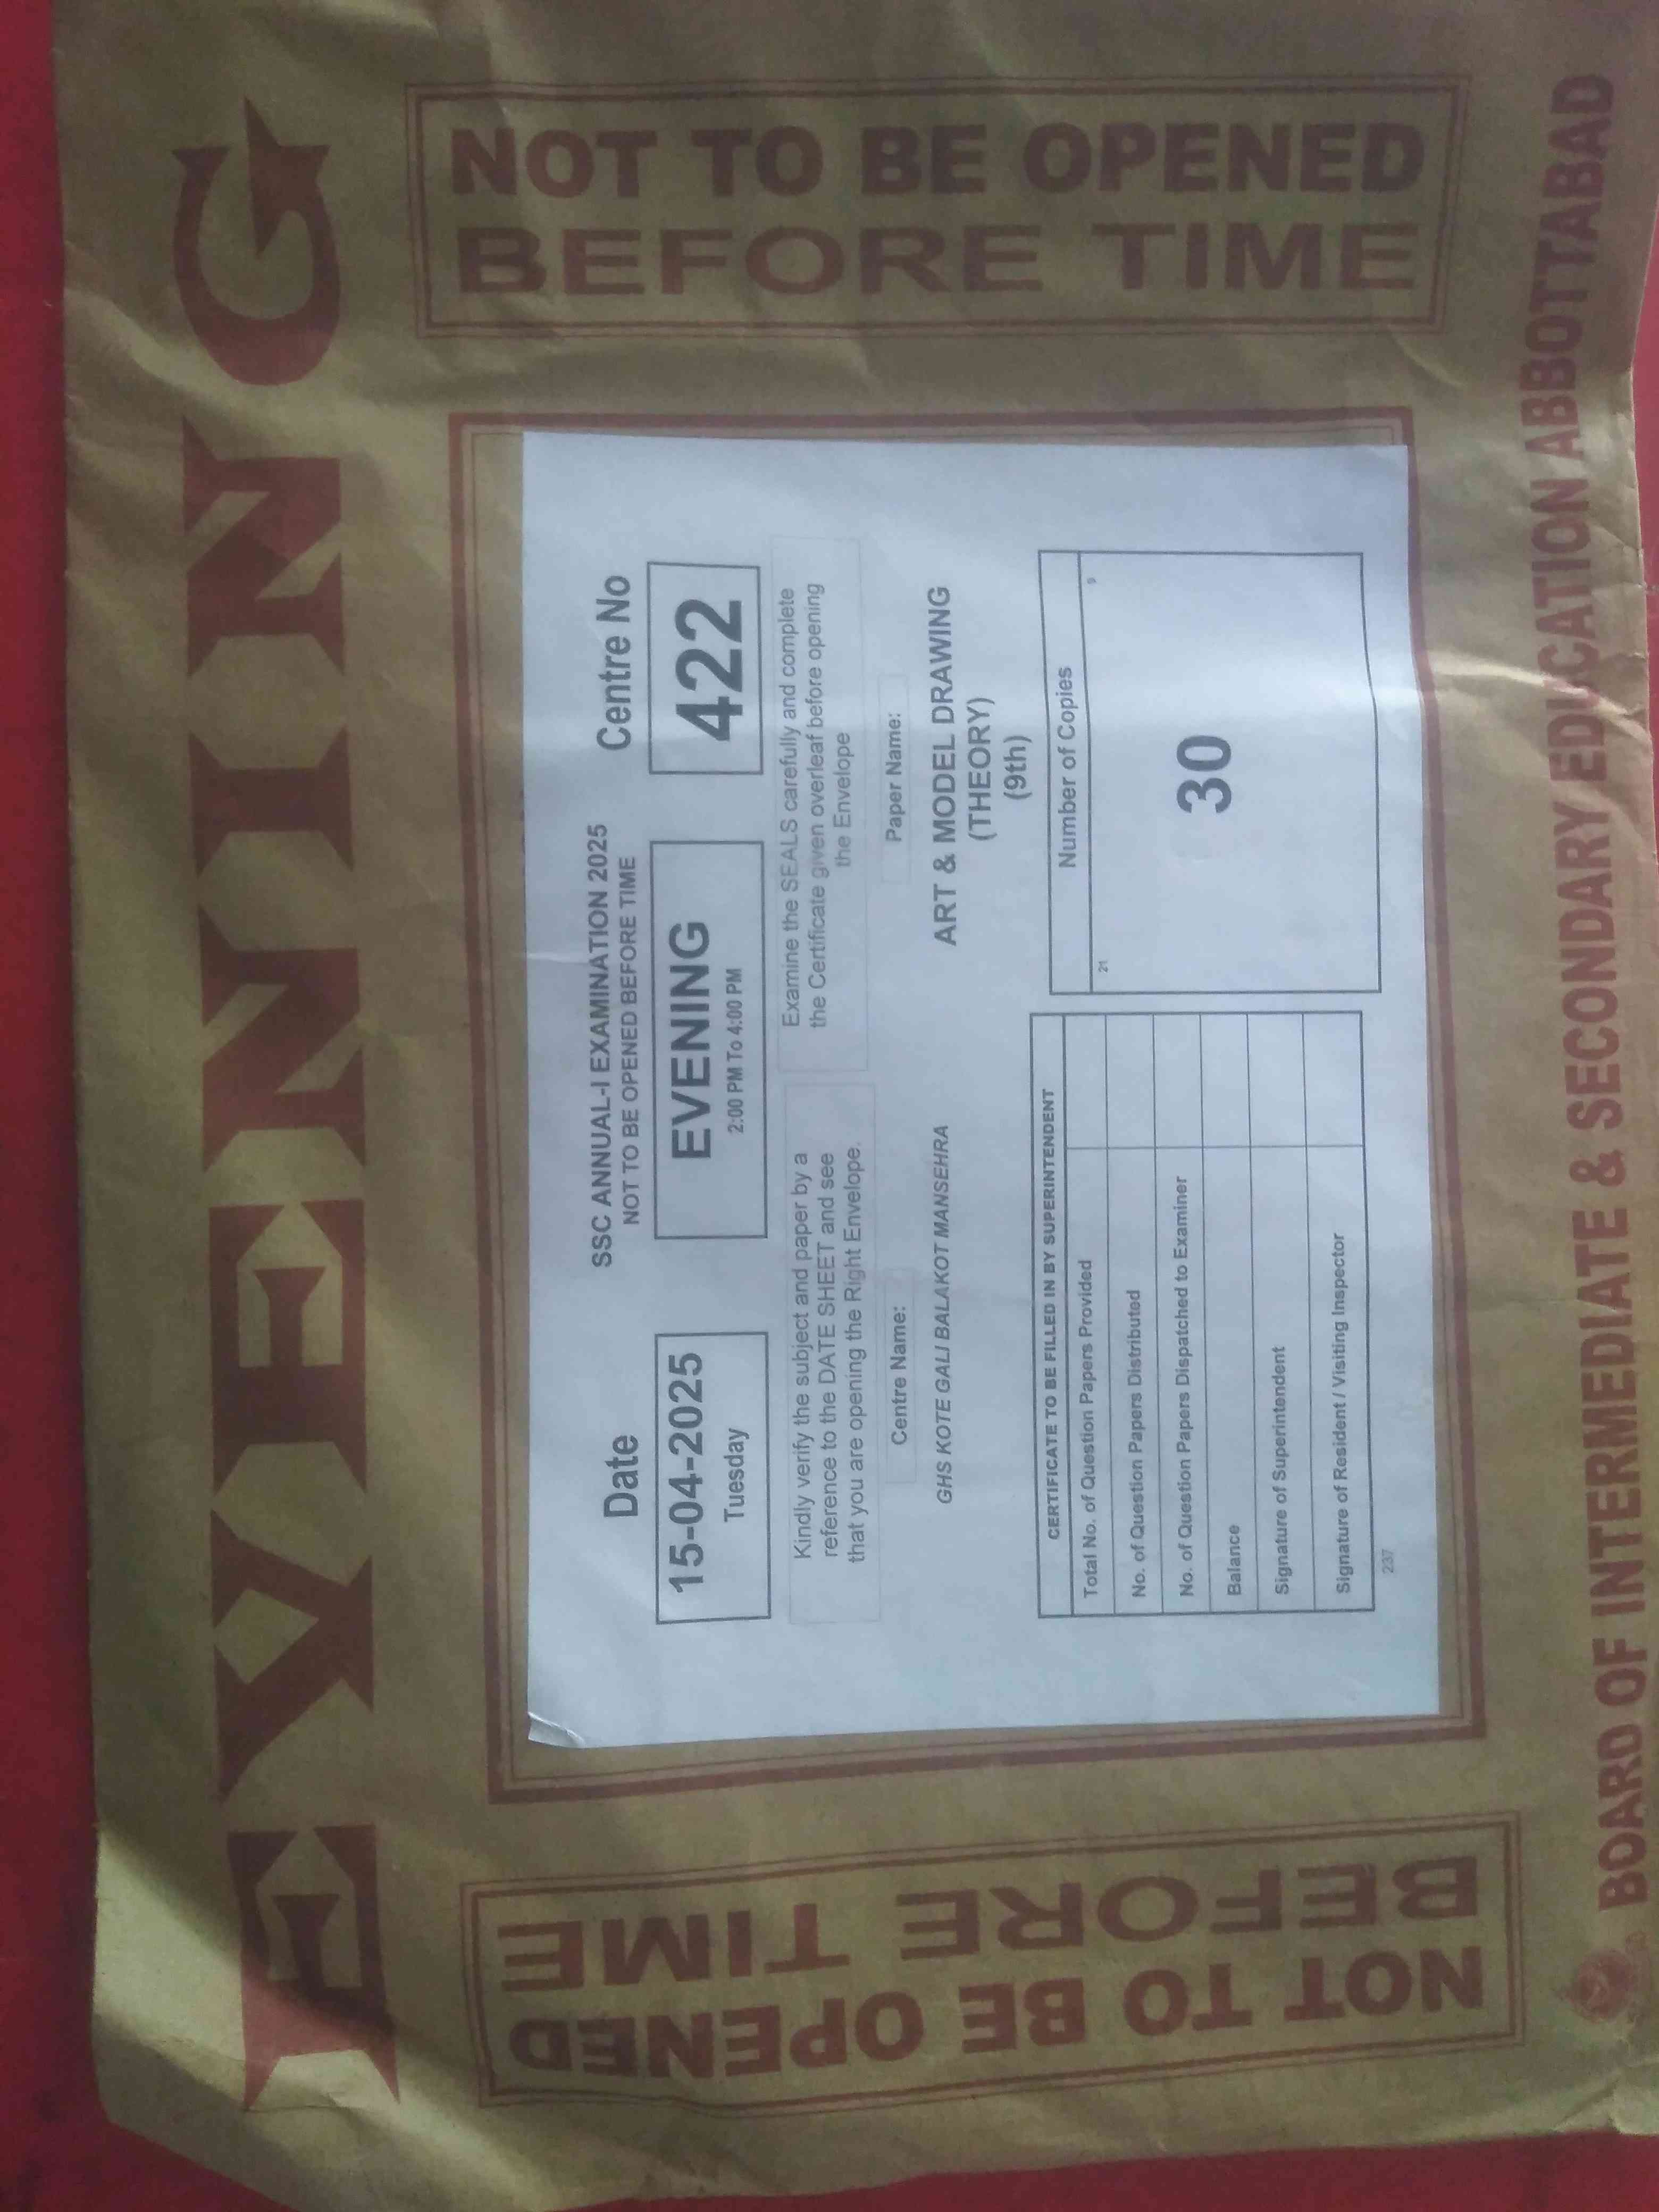 EVENING
NOT TO BE OPENED
BEFORE TIME
NOT TO BE OPENED
BEFORE TIME
SSC ANNUAL-I EXAMINATION 2025
NOT TO BE OPENED BEFORE TIME
Date
15-04-2025
Tuesday
EVENING
2:00 PM To 4:00 PM
Centre No
422
Kindly verify the subject and paper by a
reference to the DATE SHEET and see
that you are opening the Right Envelope.
Examine the SEALS carefully and complete
the Certificate given overleaf before opening
the Envelope
Centre Name:
GHS KOTE GALI BALAKOT MANSEHRA
Paper Name:
ART & MODEL DRAWING
(THEORY)
(9th)
CERTIFICATE TO BE FILLED IN BY SUPERINTENDENT
Total No. of Question Papers Provided
No. of Question Papers Distributed
No. of Question Papers Dispatched to Examiner
Balance
Signature of Superintendent
Signature of Resident / Visiting Inspector
237
Number of Copies
21 9
30
BOARD OF INTERMEDIATE & SECONDARY EDUCATION ABBOTTABAD